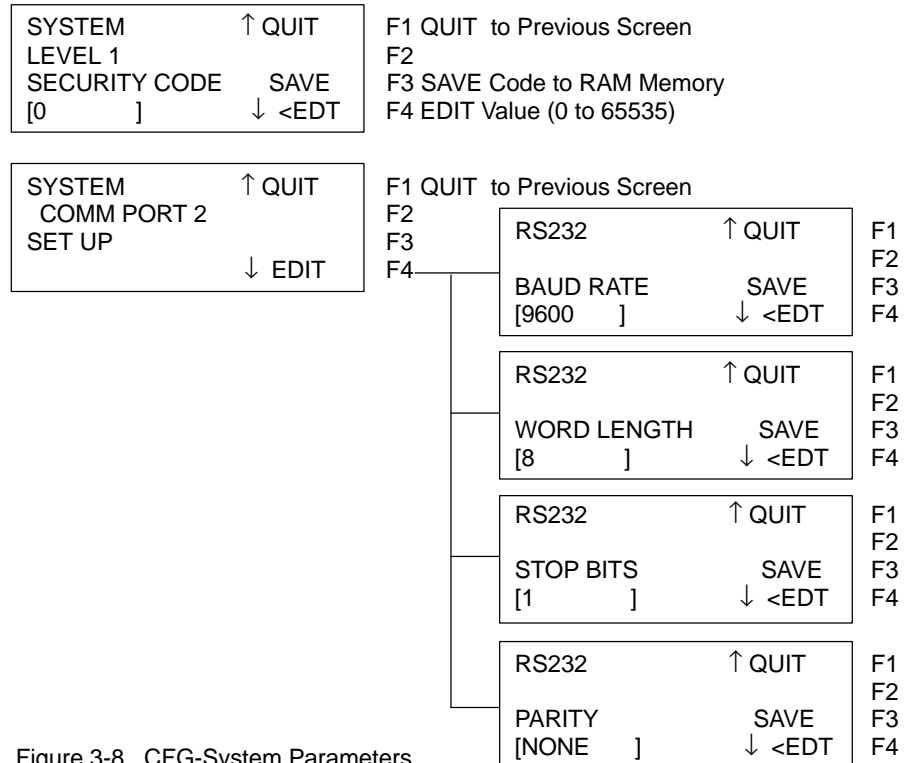 SYSTEM ↑ QUIT F1 QUIT to Previous Screen
LEVEL 1 F2
SECURITY CODE SAVE F3 SAVE Code to RAM Memory
[0 ] ↓ <EDT F4 EDIT Value (0 to 65535)
SYSTEM ↑ QUIT F1 QUIT to Previous Screen
COMM PORT 2 F2
SET UP F3
↓ EDIT F4
RS232 ↑ QUIT F1
F2
BAUD RATE SAVE F3
[9600 ] ↓ <EDT F4
RS232 ↑ QUIT F1
F2
WORD LENGTH SAVE F3
[8 ] ↓ <EDT F4
RS232 ↑ QUIT F1
F2
STOP BITS SAVE F3
[1 ] ↓ <EDT F4
RS232 ↑ QUIT F1
F2
PARITY SAVE F3
[NONE ] ↓ <EDT F4
Figure 3-8 CFG-System Parameters